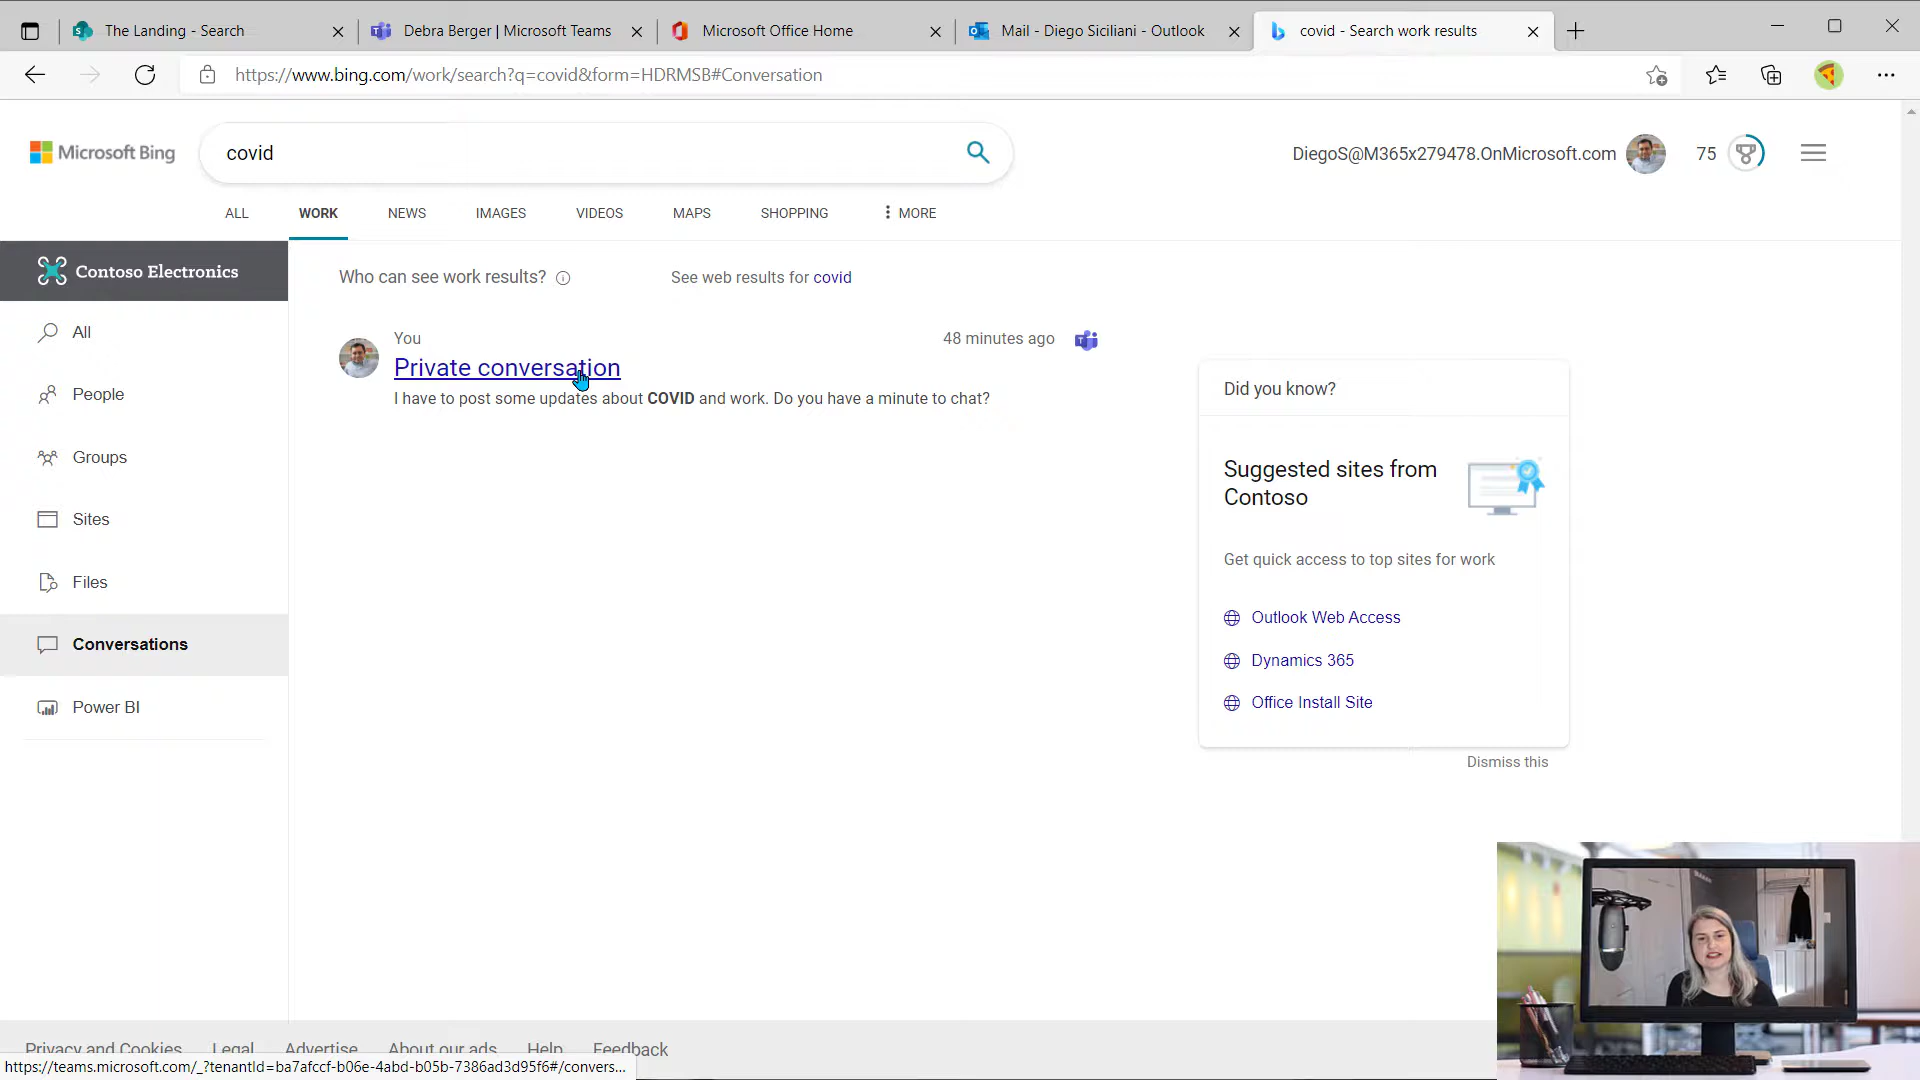 The Landing - Search
Debra Berger | Microsoft Teams
Microsoft Office Home
Mail - Diego Siciliani - Outlook
covid - Search work results
https://www.bing.com/work/search?q=covid&form=HDRMSB#Conversation
Microsoft Bing
covid
DiegoS@M365x279478.OnMicrosoft.com
75
ALL
WORK
NEWS
IMAGES
VIDEOS
MAPS
SHOPPING
MORE
Contoso Electronics
All
People
Groups
Sites
Files
Conversations
Power BI
Who can see work results?
See web results for covid
You
48 minutes ago
Private conversation
I have to post some updates about COVID and work. Do you have a minute to chat?
Did you know?
Suggested sites from
Contoso
Get quick access to top sites for work
Outlook Web Access
Dynamics 365
Office Install Site
Dismiss this
Privacy and Cookies
Legal
Advertise
About our ads
Help
Feedback
https://teams.microsoft.com/_?tenantId=ba7afccf-b06e-4abd-b05b-7386ad3d95f6#/convers...